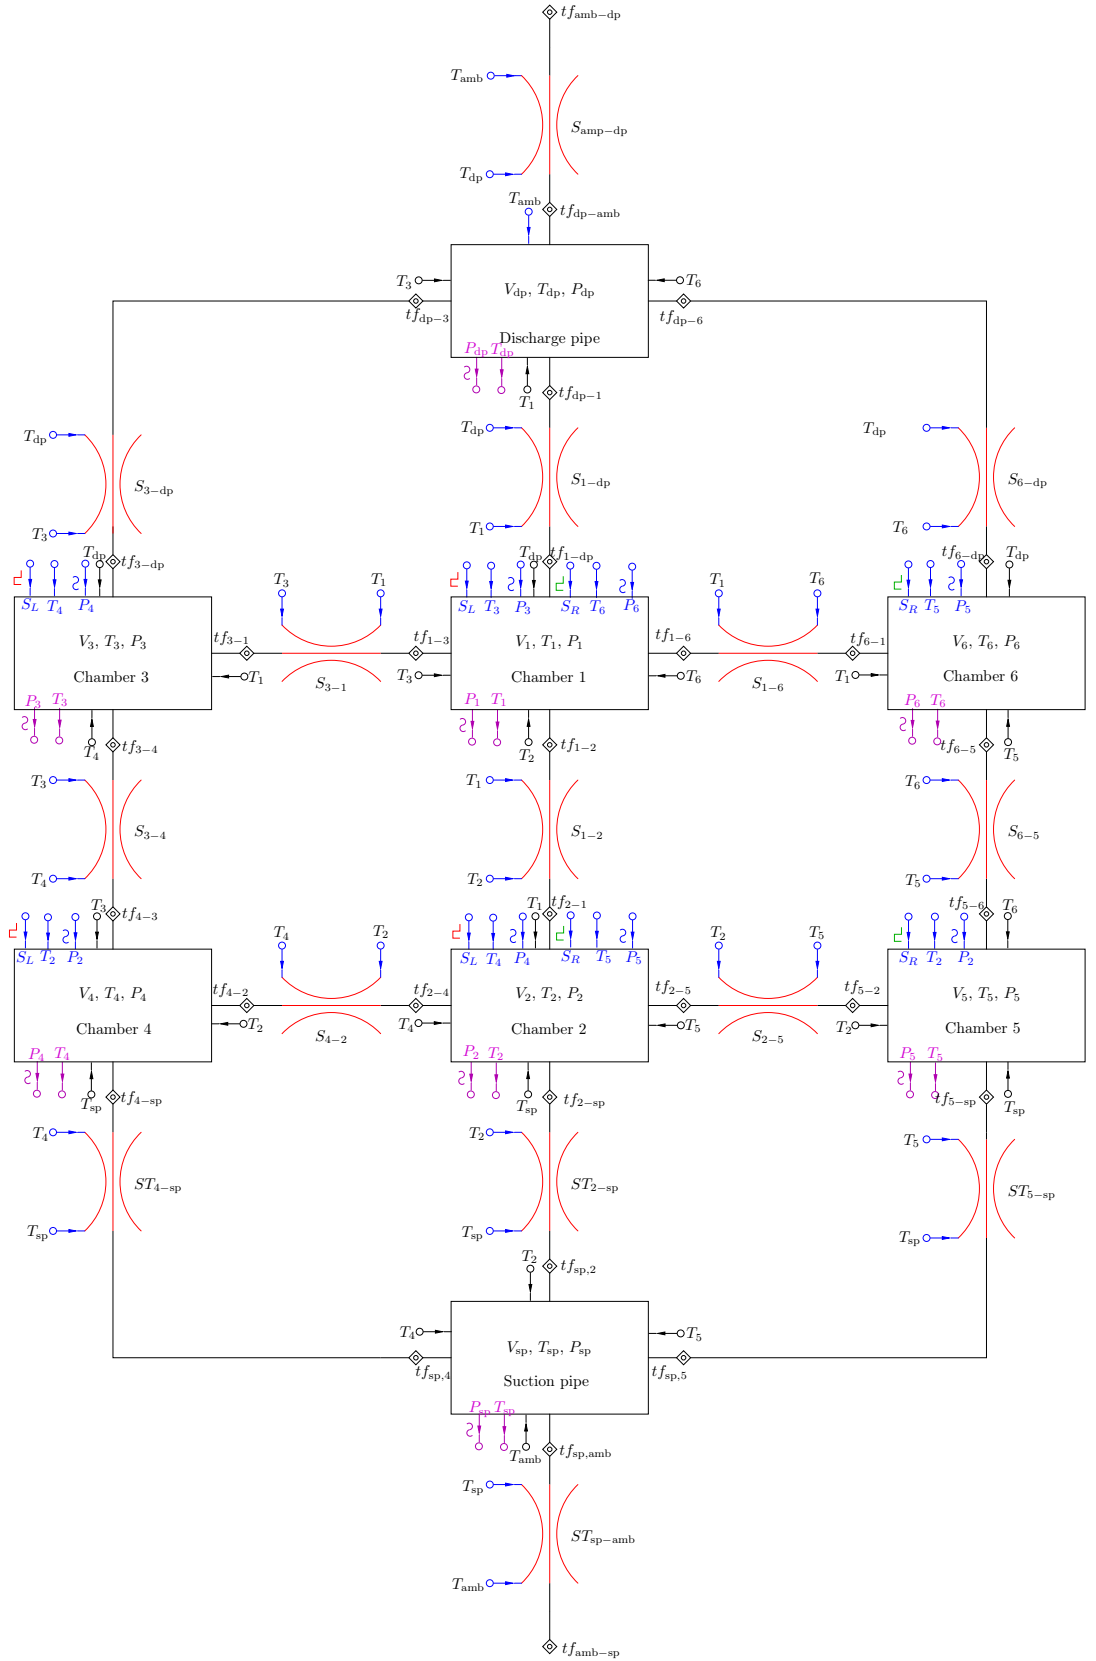 tf_amb−dp
T_amb
S_amp−dp
T_dp
T_amb
tf_dp−amb
T_3
T_6
V_dp, T_dp, P_dp
tf_dp−3
tf_dp−6
Discharge pipe
P_dp T_dp
tf_dp−1
T_1
T_dp
T_dp
T_dp
S_3−dp
S_1−dp
S_6−dp
T_3
T_1
T_6
T_dp tf_3−dp
T_dp tf_1−dp
tf_6−dp T_dp
T_3 T_1
T_1 T_6
S_L T_4 P_4
S_L T_3 P_3 S_R T_6 P_6
S_R T_5 P_5
V_3, T_3, P_3
tf_3−1
tf_1−3
V_1, T_1, P_1
tf_1−6
tf_6−1
V_6, T_6, P_6
Chamber 3
T_1
S_3−1
T_3
Chamber 1
T_6
S_1−6
T_1
Chamber 6
P_3 T_3
P_1 T_1
P_6 T_6
T_4 tf_3−4
T_2 tf_1−2
tf_6−5 T_5
T_3
T_1
T_6
S_3−4
S_1−2
S_6−5
T_4
T_2
T_5
T_3 tf_4−3
T_1 tf_2−1
tf_5−6 T_6
T_4 T_2
T_2 T_5
S_L T_2 P_2
S_L T_4 P_4 S_R T_5 P_5
S_R T_2 P_2
V_4, T_4, P_4
tf_4−2
tf_2−4
V_2, T_2, P_2
tf_2−5
tf_5−2
V_5, T_5, P_5
Chamber 4
T_2
S_4−2
T_4
Chamber 2
T_5
S_2−5
T_2
Chamber 5
P_4 T_4
P_2 T_2
P_5 T_5
T_sp tf_4−sp
T_sp tf_2−sp
tf_5−sp T_sp
T_4
T_2
T_5
ST_4−sp
ST_2−sp
ST_5−sp
T_sp
T_sp
T_sp
T_2
tf_sp,2
T_4
T_5
V_sp, T_sp, P_sp
tf_sp,4
tf_sp,5
Suction pipe
P_sp T_sp
T_amb
tf_sp,amb
T_sp
ST_sp−amb
T_amb
tf_amb−sp